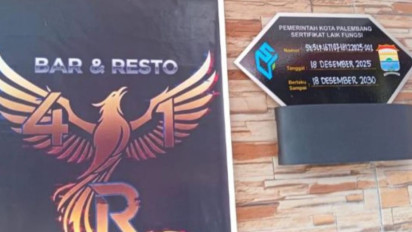 BAR & RESTO
41
R
PEMERINTAH KOTA PALEMBANG
SERTIFIKAT LAIK FUNGSI
Nomor :
Tanggal : 18 DESEMBER 2025
Berlaku Sampai : 18 DESEMBER 2030